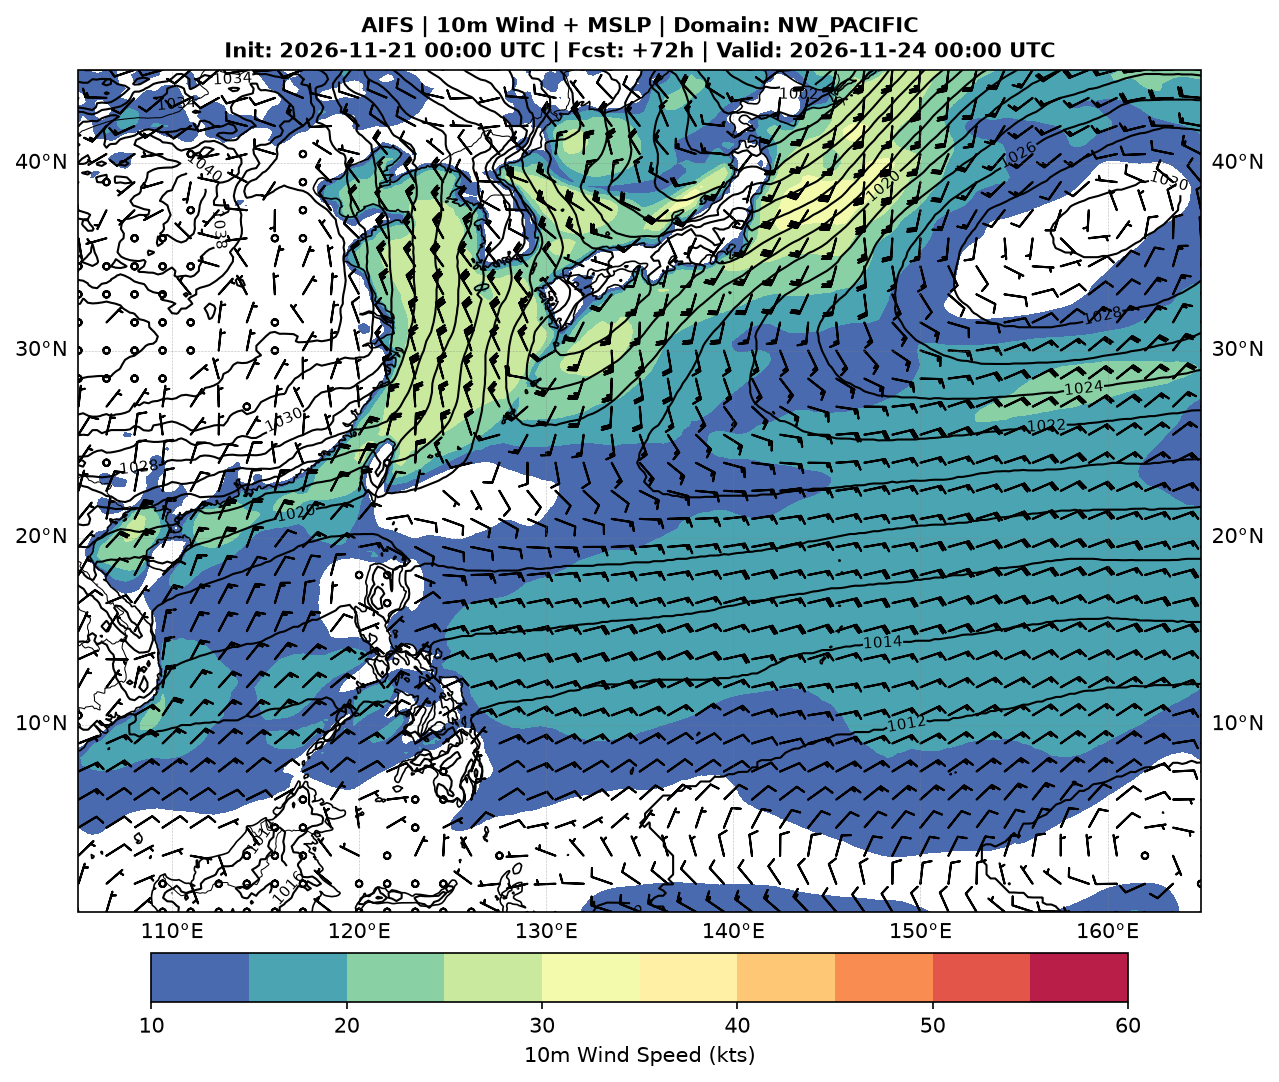 AIFS | 10m Wind + MSLP | Domain: NW_PACIFIC
Init: 2026-11-21 00:00 UTC | Fcst: +72h | Valid: 2026-11-24 00:00 UTC
1034
1034
1002
1040
1026
1030
1020
1038
40°N
40°N
1028
30°N
30°N
1024
1030
1022
1028
1020
20°N
20°N
1014
1012
10°N
10°N
1010
110°E
120°E
130°E
140°E
150°E
160°E
10
20
30
40
50
60
10m Wind Speed (kts)